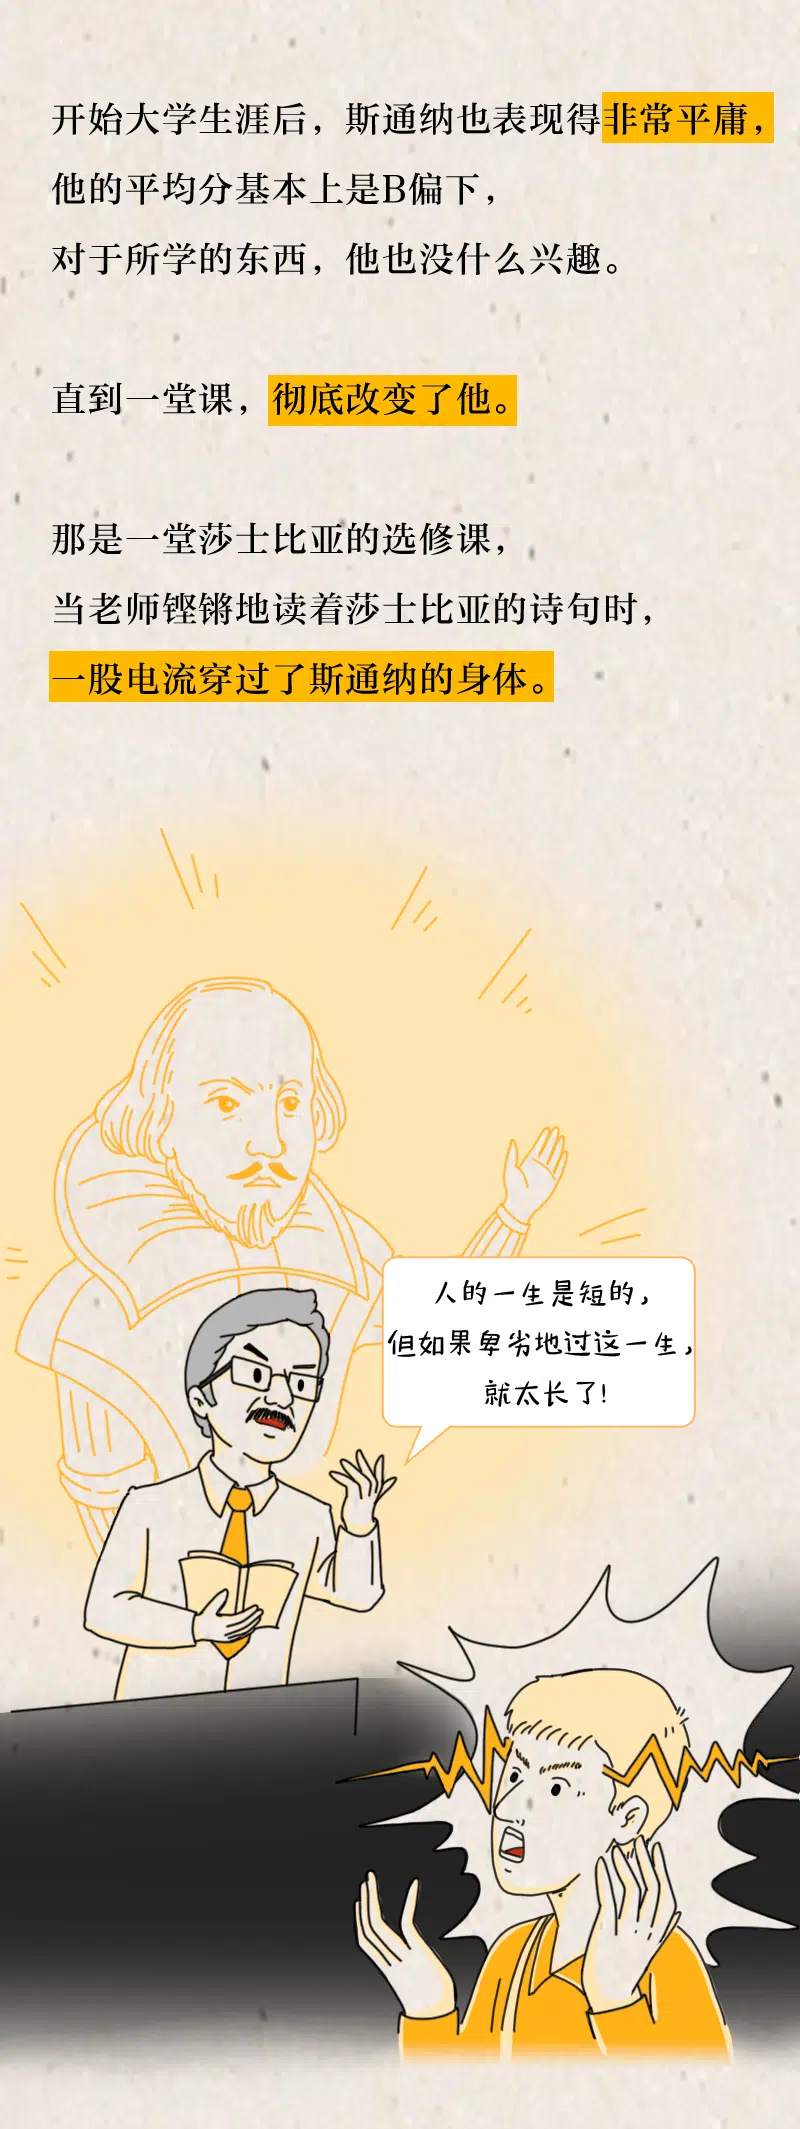 开始大学生涯后，斯通纳也表现得非常平庸，
他的平均分基本上是B偏下，
对于所学的东西，他也没什么兴趣。
直到一堂课，彻底改变了他。
那是一堂莎士比亚的选修课，
当老师铿锵地读着莎士比亚的诗句时，
一股电流穿过了斯通纳的身体。
人的一生是短的，
但如果卑劣地过这一生，
就太长了！